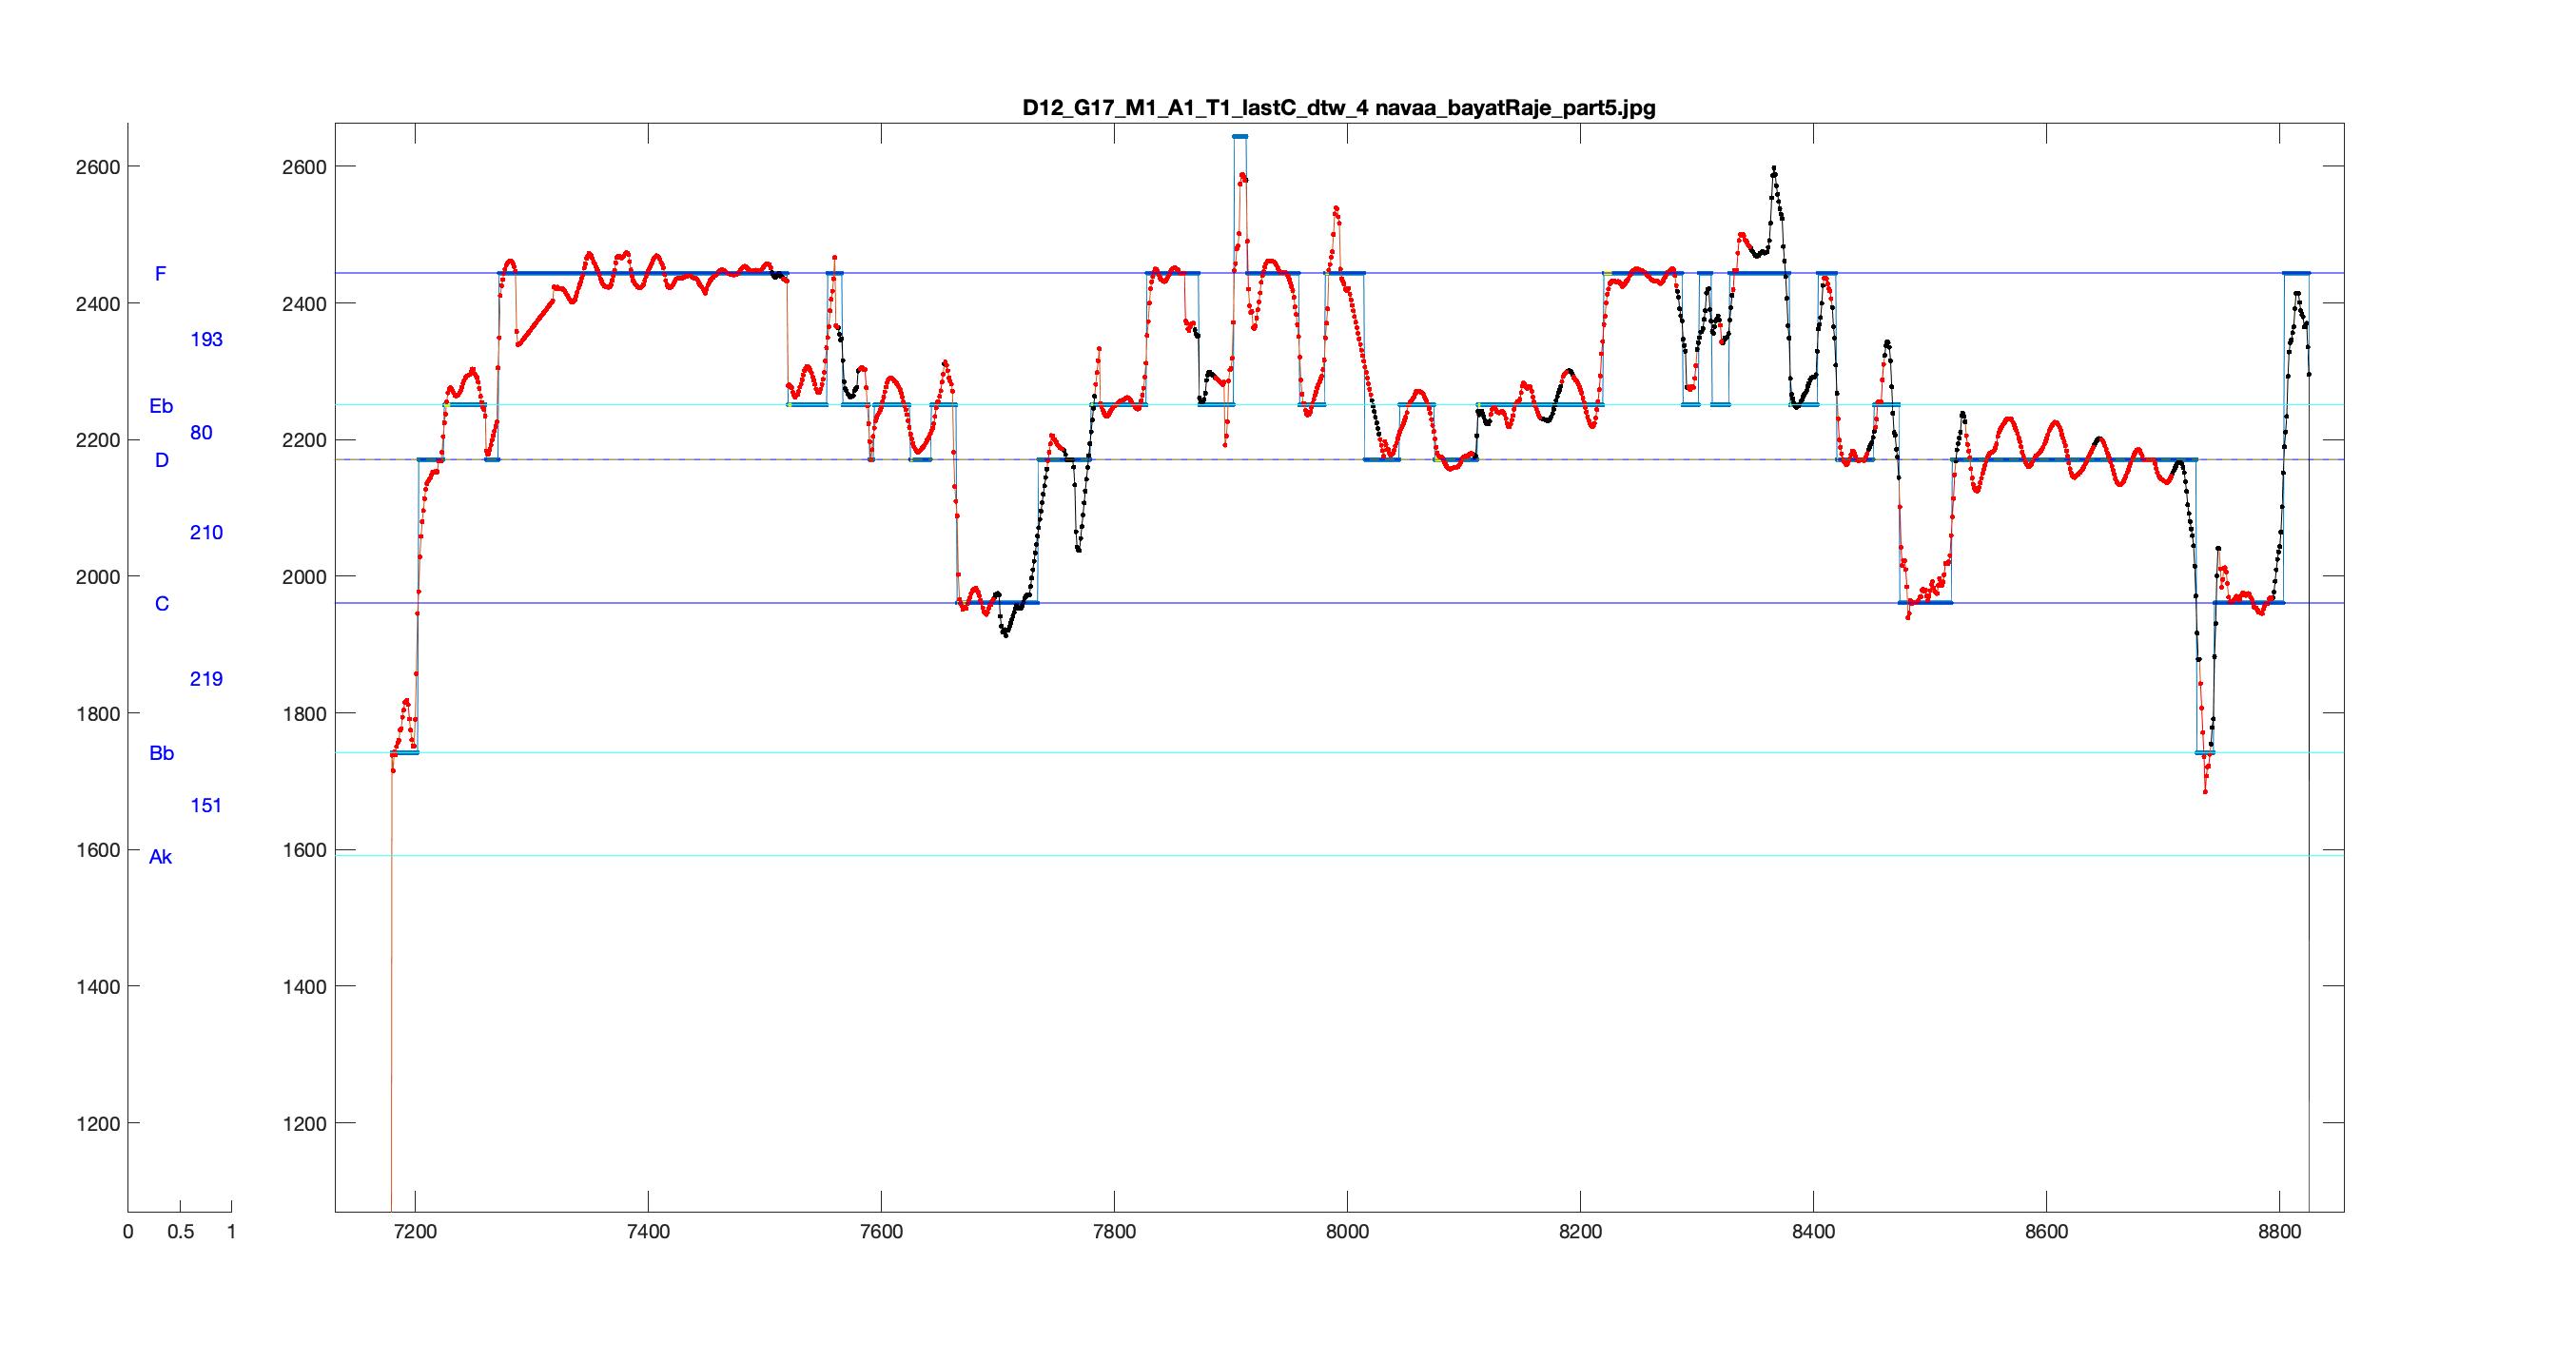 D12_G17_M1_A1_T1_lastC_dtw_4 navaa_bayatRaje_part5.jpg
2600 2600
F
2400 2400
193
Eb
80
2200 2200
D
210
2000 2000
C
219
1800 1800
Bb
151
1600 Ak 1600
1400 1400
1200 1200
0 0.5 1 7200 7400 7600 7800 8000 8200 8400 8600 8800